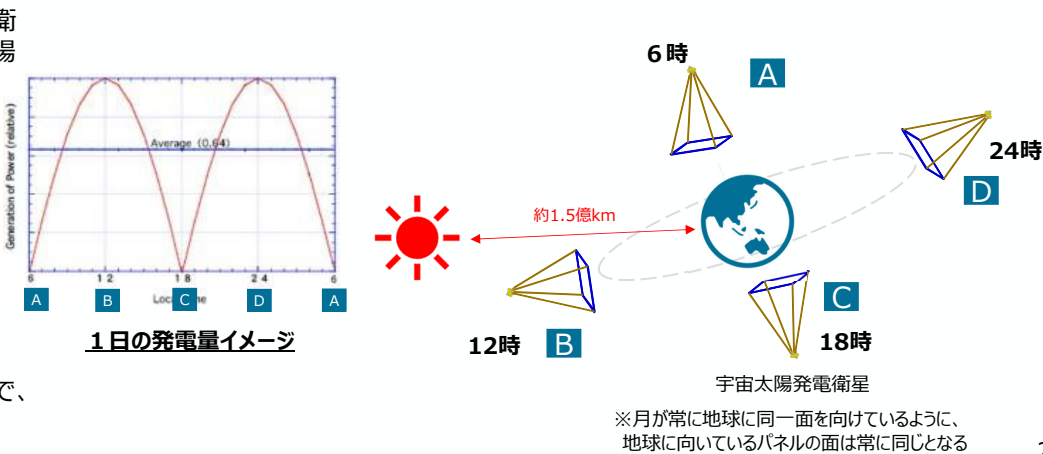 衛
陽
Generation of Power (relative)
Average (0.64)
6 12 18 24 6
A B C D A
１日の発電量イメージ
で、
6時
A
24時
D
約1.5億km
C
18時
12時
B
宇宙太陽発電衛星
※月が常に地球に同一面を向けているように、
地球に向いているパネルの面は常に同じとなる